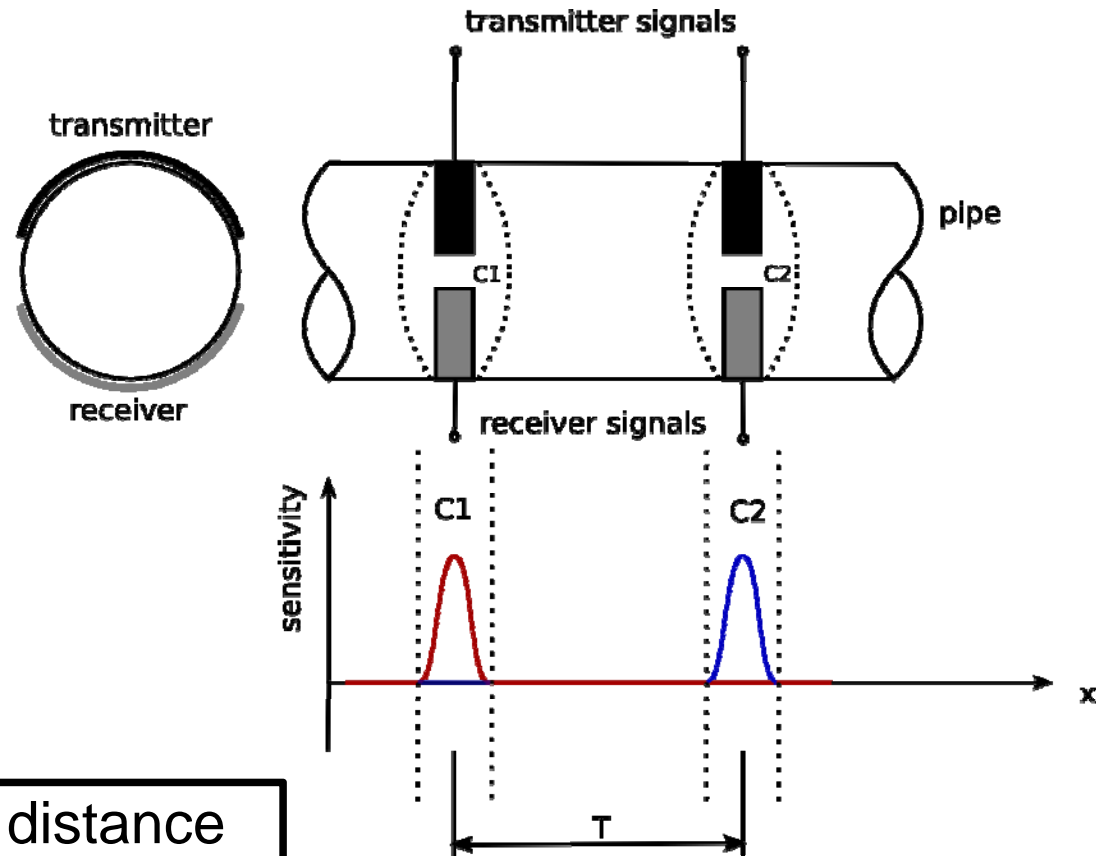 transmitter signals
transmitter
pipe
C1
C2
receiver
receiver signals
sensitivity
C1
C2
x
T
distance